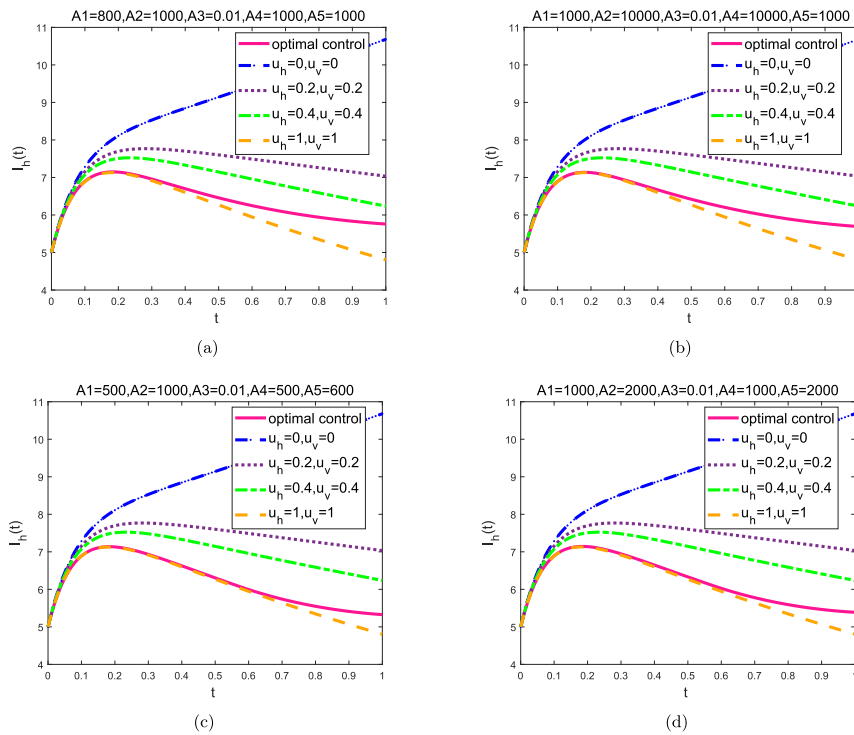 A1=800,A2=1000,A3=0.01,A4=1000,A5=1000
11
10
9
8
7
6
5
4
I_h(t)
optimal control
u_h=0,u_v=0
u_h=0.2,u_v=0.2
u_h=0.4,u_v=0.4
u_h=1,u_v=1
0 0.1 0.2 0.3 0.4 0.5 0.6 0.7 0.8 0.9 1
t
(a)
A1=1000,A2=10000,A3=0.01,A4=10000,A5=1000
11
10
9
8
7
6
5
4
I_h(t)
optimal control
u_h=0,u_v=0
u_h=0.2,u_v=0.2
u_h=0.4,u_v=0.4
u_h=1,u_v=1
0 0.1 0.2 0.3 0.4 0.5 0.6 0.7 0.8 0.9
t
(b)
A1=500,A2=1000,A3=0.01,A4=500,A5=600
11
10
9
8
7
6
5
4
I_h(t)
optimal control
u_h=0,u_v=0
u_h=0.2,u_v=0.2
u_h=0.4,u_v=0.4
u_h=1,u_v=1
0 0.1 0.2 0.3 0.4 0.5 0.6 0.7 0.8 0.9 1
t
(c)
A1=1000,A2=2000,A3=0.01,A4=1000,A5=2000
11
10
9
8
7
6
5
4
I_h(t)
optimal control
u_h=0,u_v=0
u_h=0.2,u_v=0.2
u_h=0.4,u_v=0.4
u_h=1,u_v=1
0 0.1 0.2 0.3 0.4 0.5 0.6 0.7 0.8 0.9
t
(d)